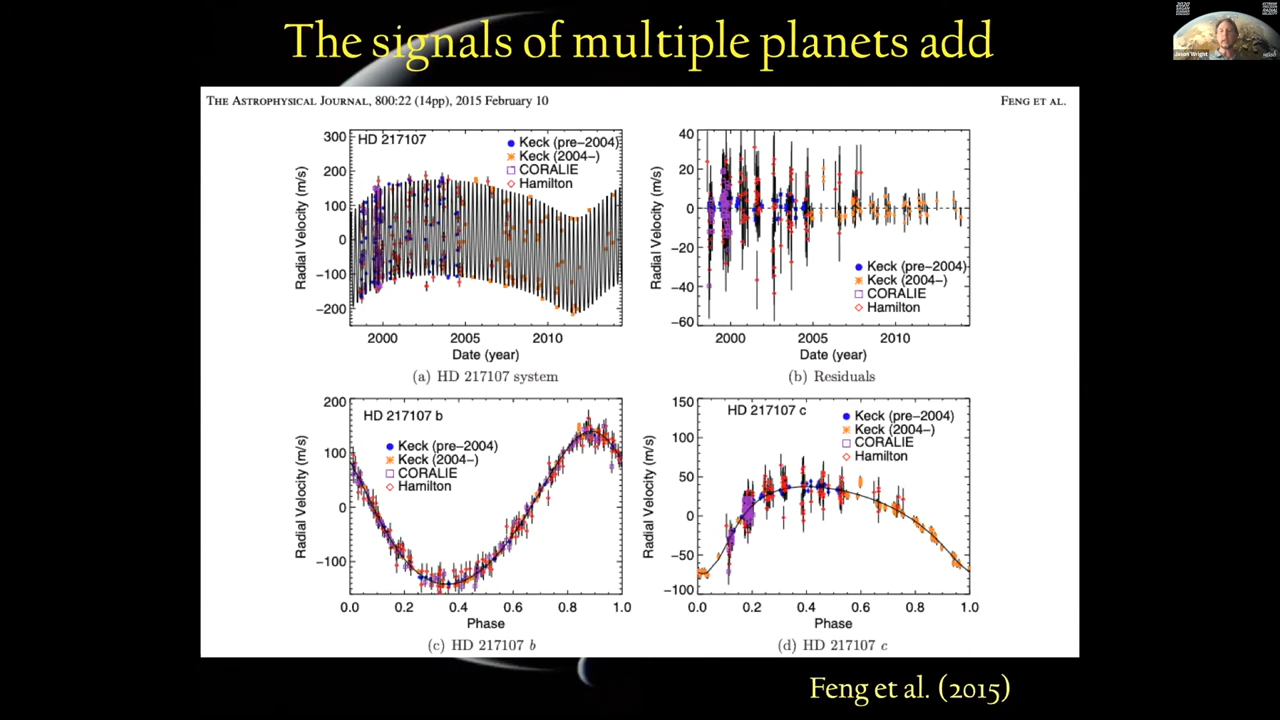 The signals of multiple planets add
Jason Wright
THE ASTROPHYSICAL JOURNAL, 800:22 (14pp), 2015 February 10
FENG ET AL.
300
200
100
0
−100
−200
Radial Velocity (m/s)
HD 217107
Keck (pre−2004)
Keck (2004−)
CORALIE
Hamilton
2000
2005
2010
Date (year)
(a) HD 217107 system
40
20
0
−20
−40
−60
Radial Velocity (m/s)
Keck (pre−2004)
Keck (2004−)
CORALIE
Hamilton
2000
2005
2010
Date (year)
(b) Residuals
200
100
0
−100
Radial Velocity (m/s)
HD 217107 b
Keck (pre−2004)
Keck (2004−)
CORALIE
Hamilton
0.0
0.2
0.4
0.6
0.8
1.0
Phase
(c) HD 217107 b
150
100
50
0
−50
−100
Radial Velocity (m/s)
HD 217107 c
Keck (pre−2004)
Keck (2004−)
CORALIE
Hamilton
0.0
0.2
0.4
0.6
0.8
1.0
Phase
(d) HD 217107 c
Feng et al. (2015)